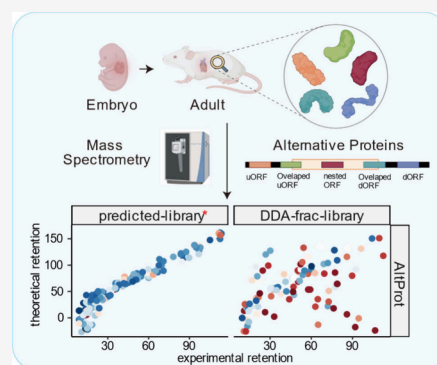 Embryo
Adult
Mass
Spectrometry
Alternative Proteins
uORF
Ovelaped
uORF
nested
ORF
Ovelaped
dORF
dORF
predicted-library*
DDA-frac-library
theoretical retention
150
100
50
0
AltProt
30 60 90
30 60 90
experimental retention